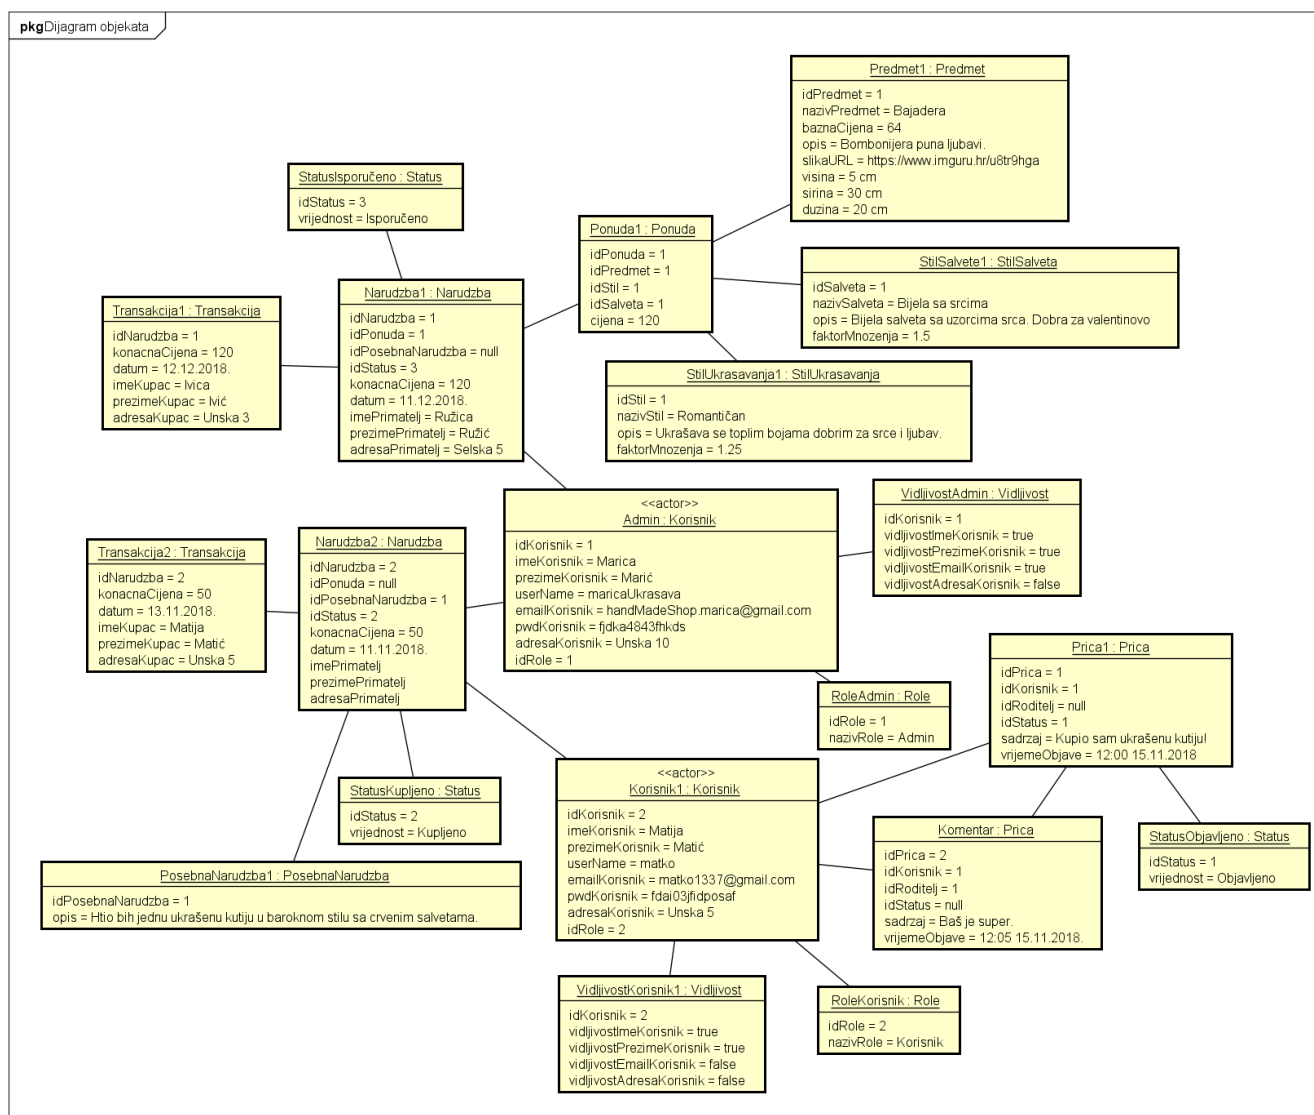 pkgDijagram objekata
Predmet1 : Predmet
idPredmet = 1
nazivPredmet = Bajadera
baznaCijena = 64
opis = Bombonijera puna ljubavi.
slikaURL = https://www.imguru.hr/u8tr9hga
visina = 5 cm
sirina = 30 cm
duzina = 20 cm
StatusIsporučeno : Status
idStatus = 3
vrijednost = Isporučeno
Ponuda1 : Ponuda
idPonuda = 1
idPredmet = 1
idStil = 1
idSalveta = 1
cijena = 120
StilSalvete1 : StilSalveta
idSalveta = 1
nazivSalveta = Bijela sa srcima
opis = Bijela salveta sa uzorcima srca. Dobra za valentinovo
faktorMnozenja = 1.5
Transakcija1 : Transakcija
idNarudzba = 1
konacnaCijena = 120
datum = 12.12.2018.
imeKupac = Ivica
prezimeKupac = Ivić
adresaKupac = Unska 3
Narudzba1 : Narudzba
idNarudzba = 1
idPonuda = 1
idPosebnaNarudzba = null
idStatus = 3
konacnaCijena = 120
datum = 11.12.2018.
imePrimatelj = Ružica
prezimePrimatelj = Ružić
adresaPrimatelj = Selska 5
StilUkrasavanja1 : StilUkrasavanja
idStil = 1
nazivStil = Romantičan
opis = Ukrašava se toplim bojama dobrim za srce i ljubav.
faktorMnozenja = 1.25
<<actor>>
Admin : Korisnik
idKorisnik = 1
imeKorisnik = Marica
prezimeKorisnik = Marić
userName = maricaUkrasava
emailKorisnik = handMadeShop.marica@gmail.com
pwdKorisnik = fjdka4843fhkds
adresaKorisnik = Unska 10
idRole = 1
VidljivostAdmin : Vidljivost
idKorisnik = 1
vidljivostImeKorisnik = true
vidljivostPrezimeKorisnik = true
vidljivostEmailKorisnik = true
vidljivostAdresaKorisnik = false
Transakcija2 : Transakcija
idNarudzba = 2
konacnaCijena = 50
datum = 13.11.2018.
imeKupac = Matija
prezimeKupac = Matić
adresaKupac = Unska 5
Narudzba2 : Narudzba
idNarudzba = 2
idPonuda = null
idPosebnaNarudzba = 1
idStatus = 2
konacnaCijena = 50
datum = 11.11.2018.
imePrimatelj
prezimePrimatelj
adresaPrimatelj
RoleAdmin : Role
idRole = 1
nazivRole = Admin
Prica1 : Prica
idPrica = 1
idKorisnik = 1
idRoditelj = null
idStatus = 1
sadrzaj = Kupio sam ukrašenu kutiju!
vrijemeObjave = 12:00 15.11.2018
StatusKupljeno : Status
idStatus = 2
vrijednost = Kupljeno
<<actor>>
Korisnik1 : Korisnik
idKorisnik = 2
imeKorisnik = Matija
prezimeKorisnik = Matić
userName = matko
emailKorisnik = matko1337@gmail.com
pwdKorisnik = fdai03jfidposaf
adresaKorisnik = Unska 5
idRole = 2
Komentar : Prica
idPrica = 2
idKorisnik = 1
idRoditelj = 1
idStatus = null
sadrzaj = Baš je super.
vrijemeObjave = 12:05 15.11.2018.
StatusObjavljeno : Status
idStatus = 1
vrijednost = Objavljeno
PosebnaNarudzba1 : PosebnaNarudzba
idPosebnaNarudzba = 1
opis = Htio bih jednu ukrašenu kutiju u baroknom stilu sa crvenim salvetama.
VidljivostKorisnik1 : Vidljivost
idKorisnik = 2
vidljivostImeKorisnik = true
vidljivostPrezimeKorisnik = true
vidljivostEmailKorisnik = false
vidljivostAdresaKorisnik = false
RoleKorisnik : Role
idRole = 2
nazivRole = Korisnik